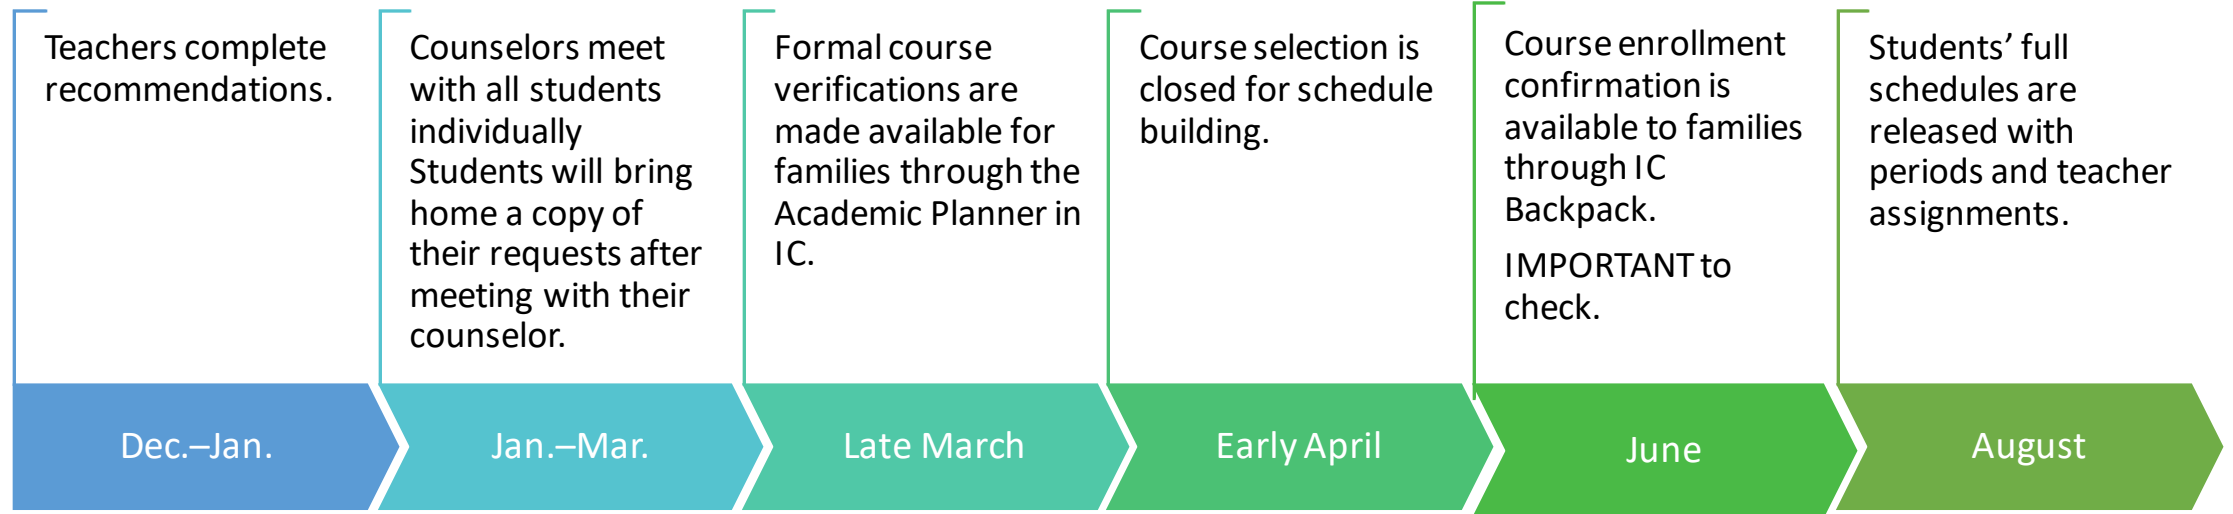 Teachers complete
recommendations.
Counselors meet
with all students
individually
Students will bring
home a copy of
their requests after
meeting with their
counselor.
Formal course
verifications are
made available for
families through the
Academic Planner in
IC.
Course selection is
closed for schedule
building.
Course enrollment
confirmation is
available to families
through IC
Backpack.
IMPORTANT to
check.
Students’ full
schedules are
released with
periods and teacher
assignments.
Dec.–Jan.
Jan.–Mar.
Late March
Early April
June
August